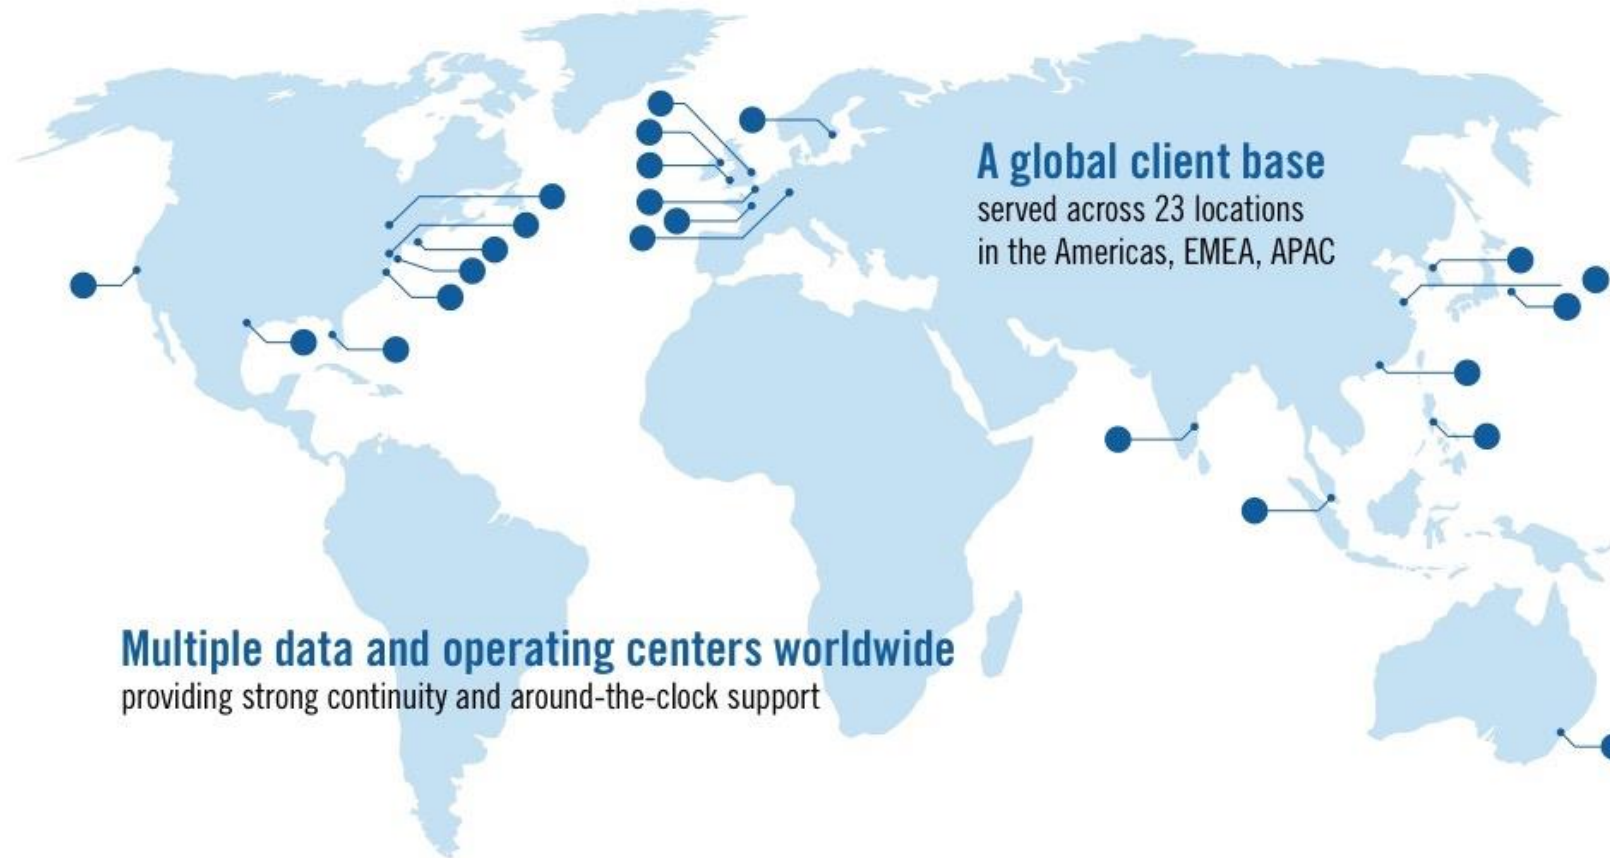 A global client base
served across 23 locations
in the Americas, EMEA, APAC
Multiple data and operating centers worldwide
providing strong continuity and around-the-clock support